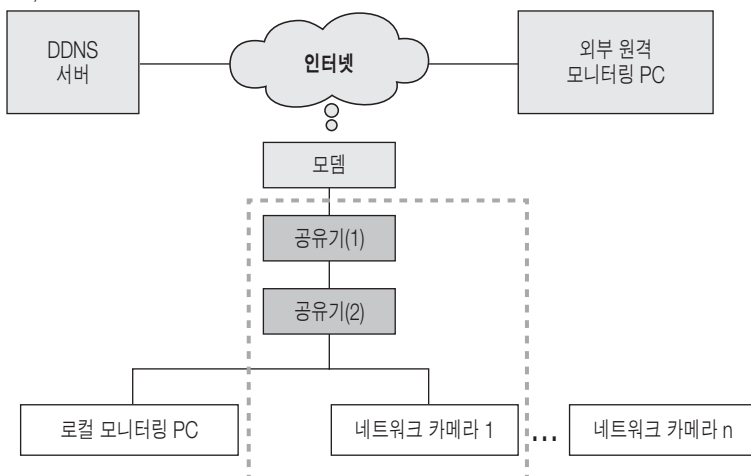 DDNS
서버
인터넷
외부 원격
모니터링 PC
모뎀
공유기(1)
공유기(2)
로컬 모니터링 PC
네트워크 카메라 1
...
네트워크 카메라 n